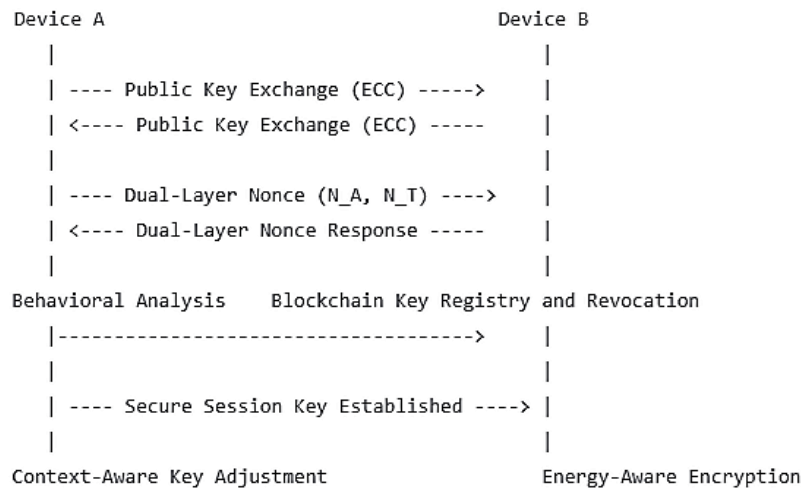 Device A Device B
| |
| ---- Public Key Exchange (ECC) -----> |
| <---- Public Key Exchange (ECC) ----- |
| |
| ---- Dual-Layer Nonce (N_A, N_T) ----> |
| <---- Dual-Layer Nonce Response ----- |
| |
Behavioral Analysis Blockchain Key Registry and Revocation
|-------------------------------------> |
| |
| ---- Secure Session Key Established ----> |
| |
Context-Aware Key Adjustment Energy-Aware Encryption